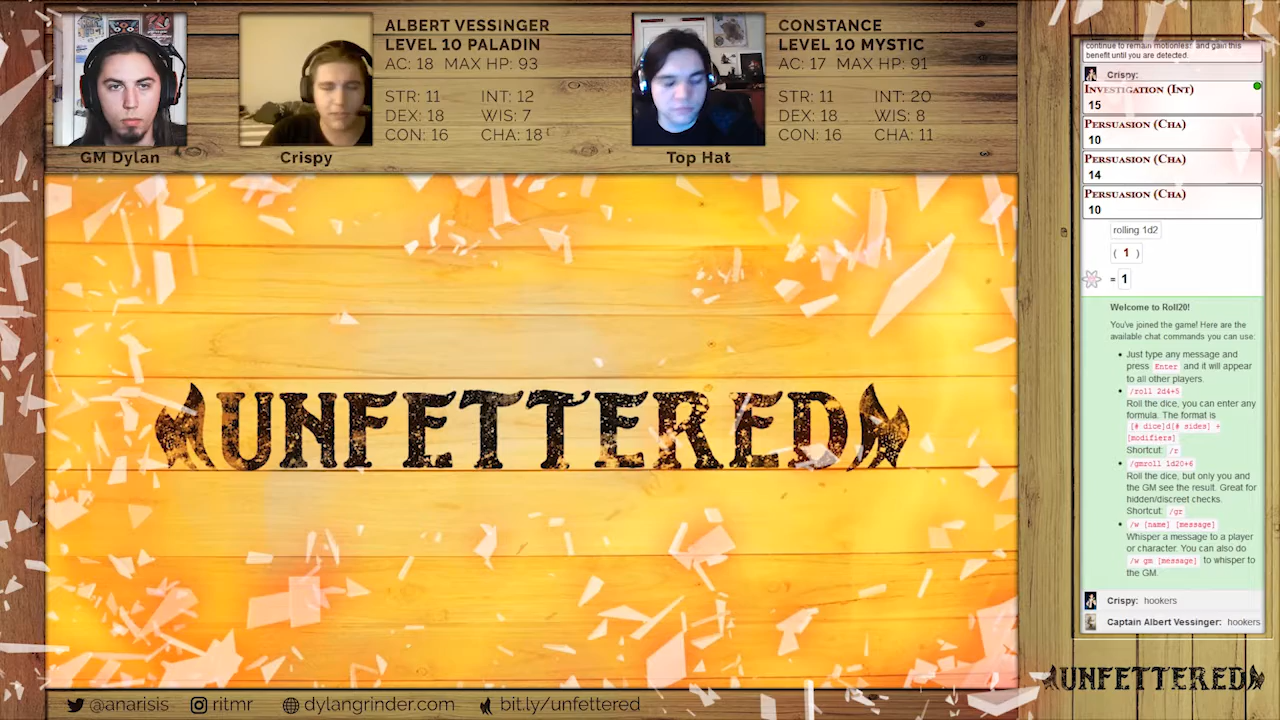 ALBERT VESSINGER
LEVEL 10 PALADIN
AC: 18 MAX HP: 93
STR: 11 INT: 12
DEX: 18 WIS: 7
CON: 16 CHA: 18
CONSTANCE
LEVEL 10 MYSTIC
AC: 17 MAX HP: 91
STR: 11 INT: 20
DEX: 18 WIS: 8
CON: 16 CHA: 11
GM Dylan
Crispy
Top Hat
UNFETTERED
continue to remain motionless and gain this
benefit until you are detected.
Crispy:
Investigation (Int)
15
Persuasion (Cha)
10
Persuasion (Cha)
14
Persuasion (Cha)
10
rolling 1d2
( 1 )
= 1
Welcome to Roll20!
You've joined the game! Here are the
available chat commands you can use:
• Just type any message and
press Enter and it will appear
to all other players.
• /roll 2d4+5
Roll the dice, you can enter any
formula. The format is
[# dice]d[# sides] +
[modifiers]
Shortcut: /r
• /gmroll 1d20+6
Roll the dice, but only you and
the GM see the result. Great for
hidden/discreet checks.
Shortcut: /gr
• /w [name] [message]
Whisper a message to a player
or character. You can also do
/w gm [message] to whisper to
the GM.
Crispy: hookers
Captain Albert Vessinger: hookers
UNFETTERED
@anarisis ritmr dylangrinder.com bit.ly/unfettered